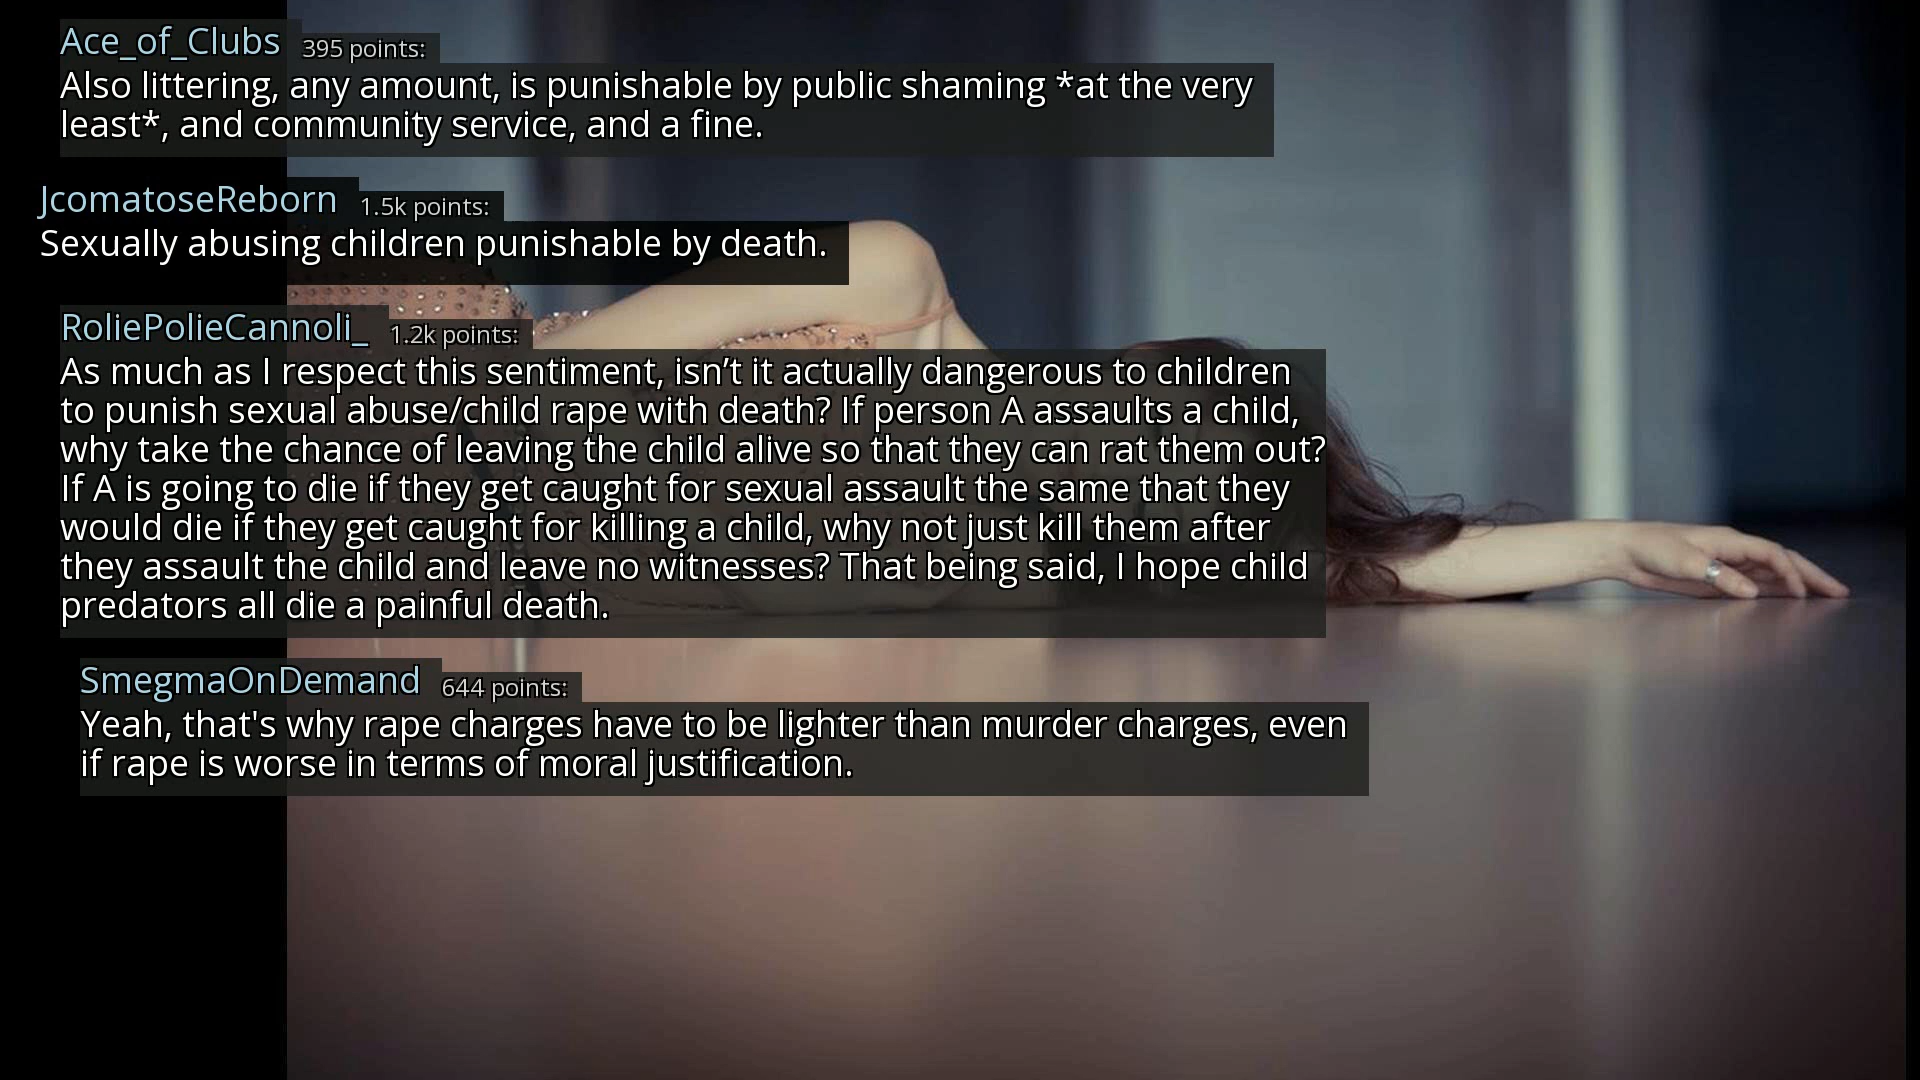 Ace_of_Clubs 395 points:
Also littering, any amount, is punishable by public shaming *at the very
least*, and community service, and a fine.
JcomatoseReborn 1.5k points:
Sexually abusing children punishable by death.
RoliePolieCannoli_ 1.2k points:
As much as I respect this sentiment, isn’t it actually dangerous to children
to punish sexual abuse/child rape with death? If person A assaults a child,
why take the chance of leaving the child alive so that they can rat them out?
If A is going to die if they get caught for sexual assault the same that they
would die if they get caught for killing a child, why not just kill them after
they assault the child and leave no witnesses? That being said, I hope child
predators all die a painful death.
SmegmaOnDemand 644 points:
Yeah, that's why rape charges have to be lighter than murder charges, even
if rape is worse in terms of moral justification.